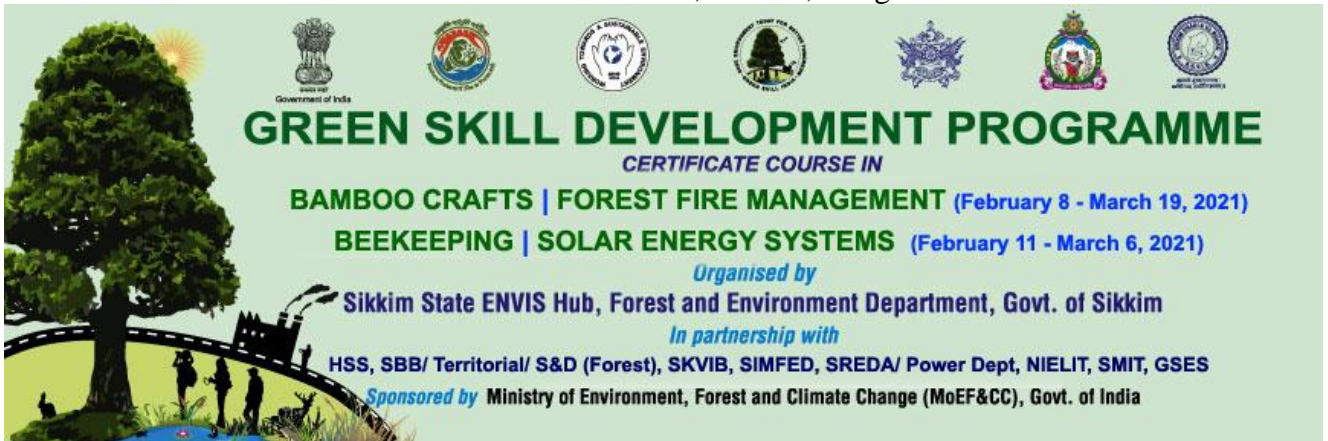 Government of India
GREEN SKILL DEVELOPMENT PROGRAMME
CERTIFICATE COURSE IN
BAMBOO CRAFTS | FOREST FIRE MANAGEMENT (February 8 - March 19, 2021)
BEEKEEPING | SOLAR ENERGY SYSTEMS (February 11 - March 6, 2021)
Organised by
Sikkim State ENVIS Hub, Forest and Environment Department, Govt. of Sikkim
In partnership with
HSS, SBB/ Territorial/ S&D (Forest), SKVIB, SIMFED, SREDA/ Power Dept, NIELIT, SMIT, GSES
Sponsored by Ministry of Environment, Forest and Climate Change (MoEF&CC), Govt. of India